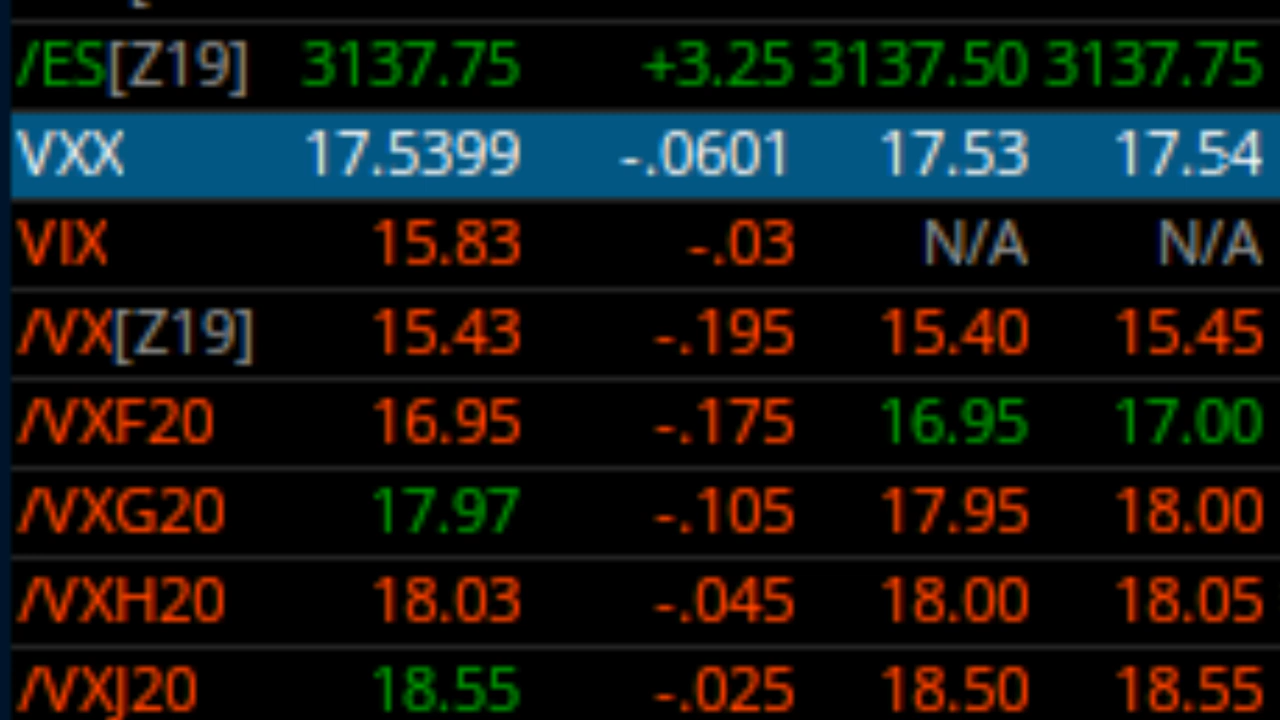 /ES[Z19] 3137.75 +3.25 3137.50 3137.75
VXX 17.5399 -.0601 17.53 17.54
VIX 15.83 -.03 N/A N/A
/VX[Z19] 15.43 -.195 15.40 15.45
/VXF20 16.95 -.175 16.95 17.00
/VXG20 17.97 -.105 17.95 18.00
/VXH20 18.03 -.045 18.00 18.05
/VXJ20 18.55 -.025 18.50 18.55